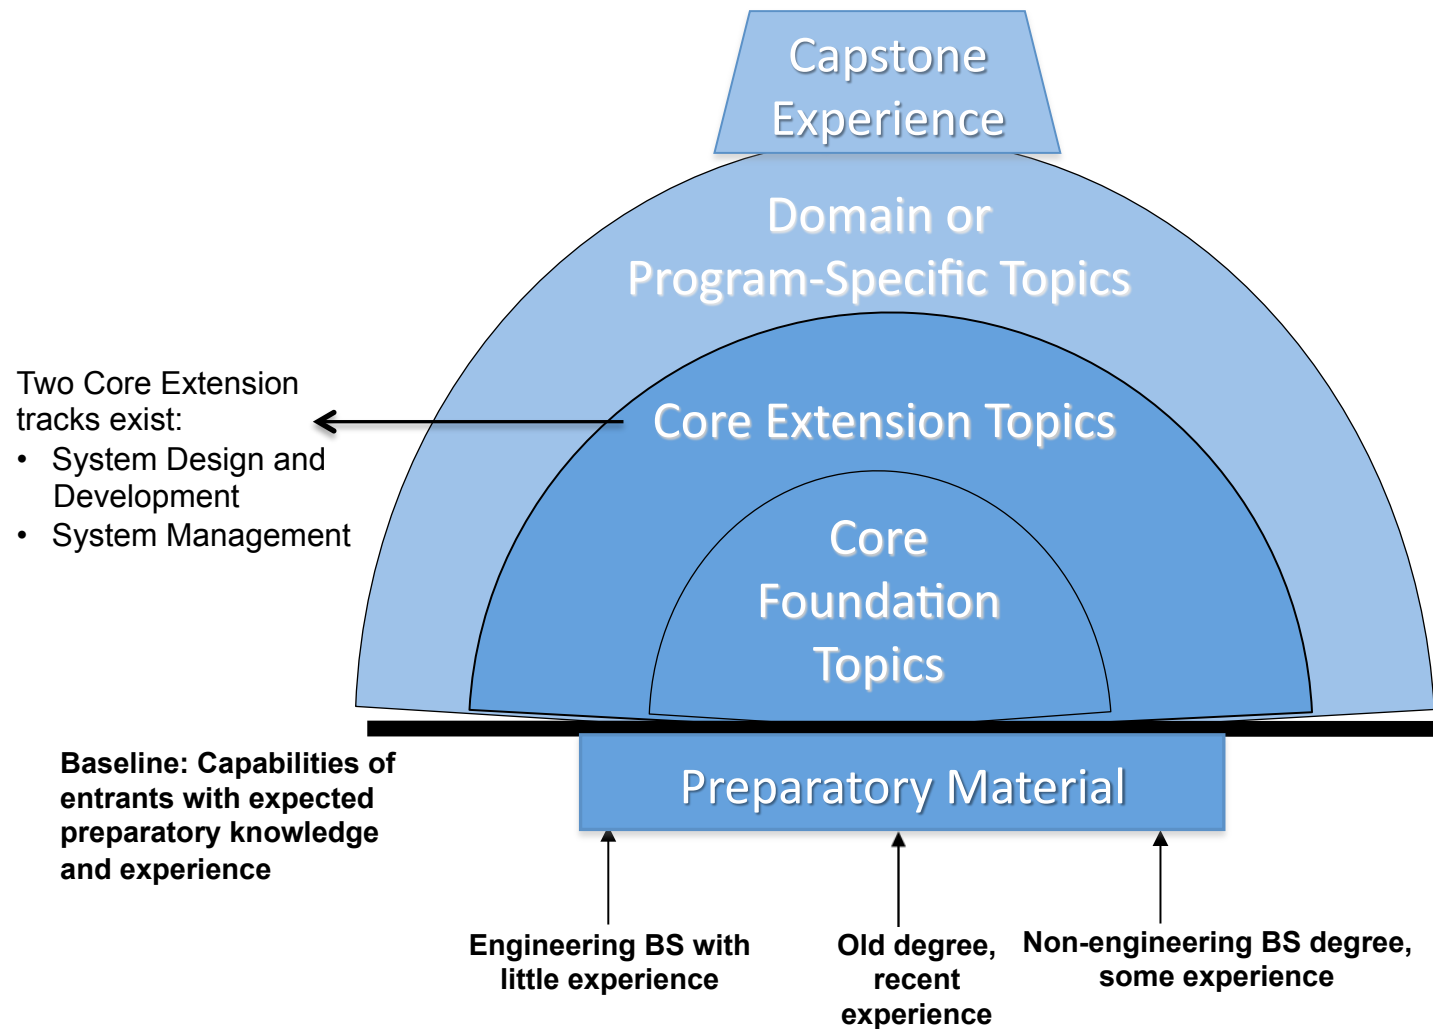 Capstone
Experience
Domain or
Program-Specific Topics
Two Core Extension
tracks exist:
• System Design and
Development
• System Management
Core Extension Topics
Core
Foundation
Topics
Baseline: Capabilities of
entrants with expected
preparatory knowledge
and experience
Preparatory Material
Engineering BS with
little experience
Old degree,
recent
experience
Non-engineering BS degree,
some experience